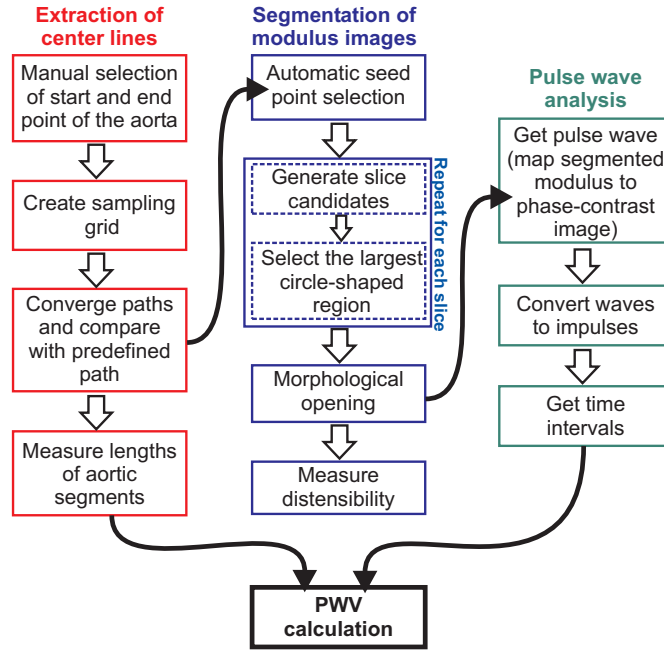 Extraction of
center lines
Manual selection
of start and end
point of the aorta
Create sampling
grid
Converge paths
and compare
with predefined
path
Measure lengths
of aortic
segments
Segmentation of
modulus images
Automatic seed
point selection
Generate slice
candidates
Select the largest
circle-shaped
region
Repeat for each slice
Morphological
opening
Measure
distensibility
Pulse wave
analysis
Get pulse wave
(map segmented
modulus to
phase-contrast
image)
Convert waves
to impulses
Get time
intervals
PWV
calculation